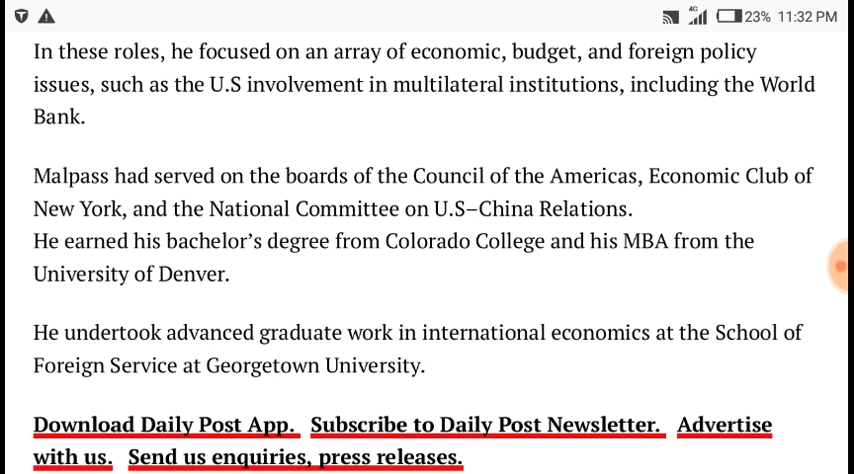 4G 23% 11:32 PM
In these roles, he focused on an array of economic, budget, and foreign policy
issues, such as the U.S involvement in multilateral institutions, including the World
Bank.
Malpass had served on the boards of the Council of the Americas, Economic Club of
New York, and the National Committee on U.S–China Relations.
He earned his bachelor’s degree from Colorado College and his MBA from the
University of Denver.
He undertook advanced graduate work in international economics at the School of
Foreign Service at Georgetown University.
Download Daily Post App. Subscribe to Daily Post Newsletter. Advertise
with us. Send us enquiries, press releases.